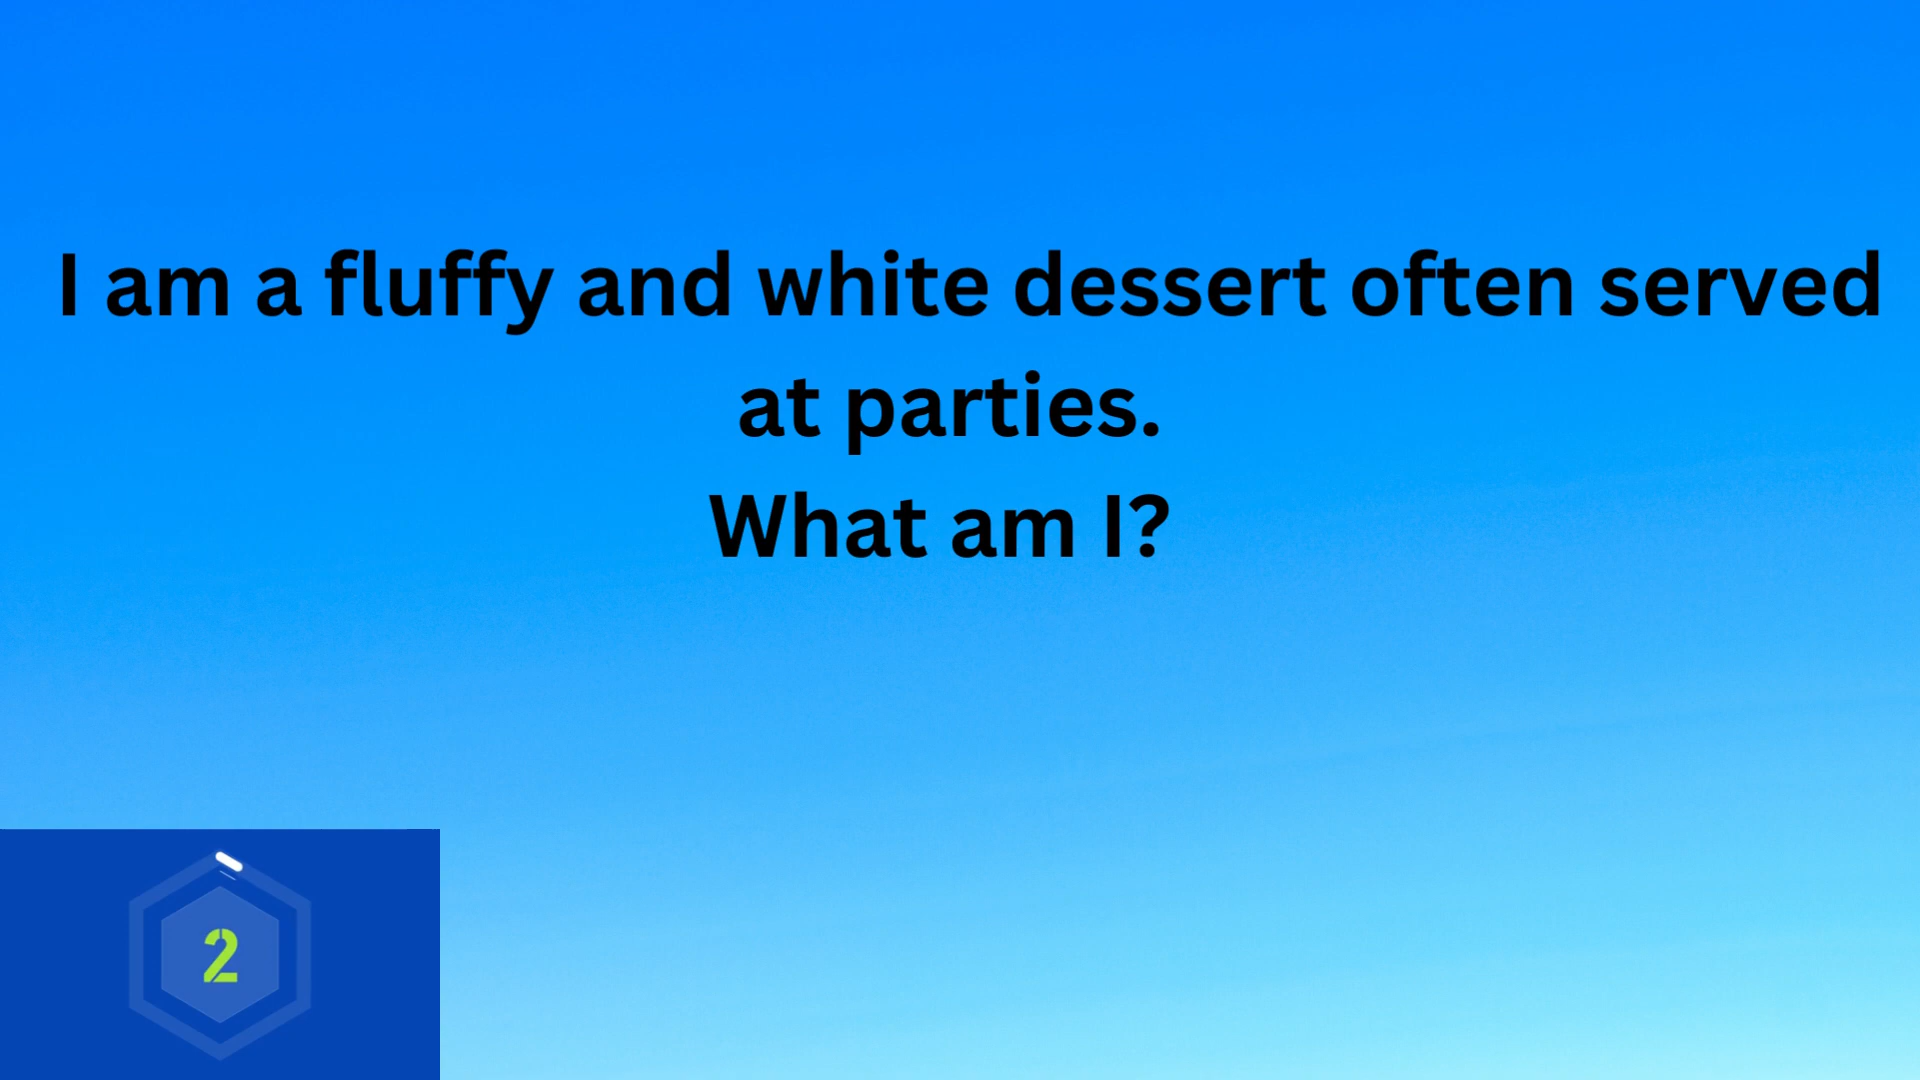 I am a fluffy and white dessert often served
at parties.
What am I?
2